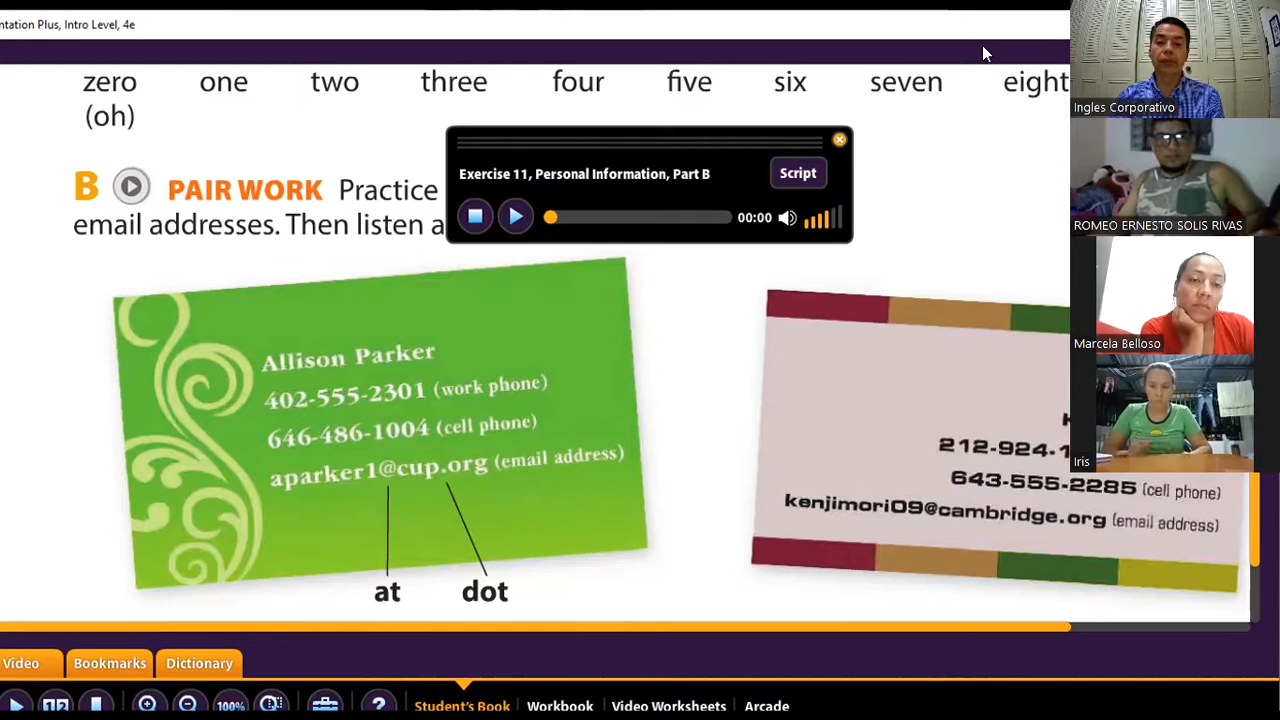 ntation Plus, Intro Level, 4e
zero one two three four five six seven eight
(oh)
B PAIR WORK Practice
email addresses. Then listen a
Exercise 11, Personal Information, Part B
Script
00:00
Allison Parker
402-555-2301 (work phone)
646-486-1004 (cell phone)
aparker1@cup.org (email address)
at dot
212-924-1
643-555-2285 (cell phone)
kenjimori09@cambridge.org (email address)
Ingles Corporativo
ROMEO ERNESTO SOLIS RIVAS
Marcela Belloso
Iris
Video Bookmarks Dictionary
100% ? Student's Book Workbook Video Worksheets Arcade